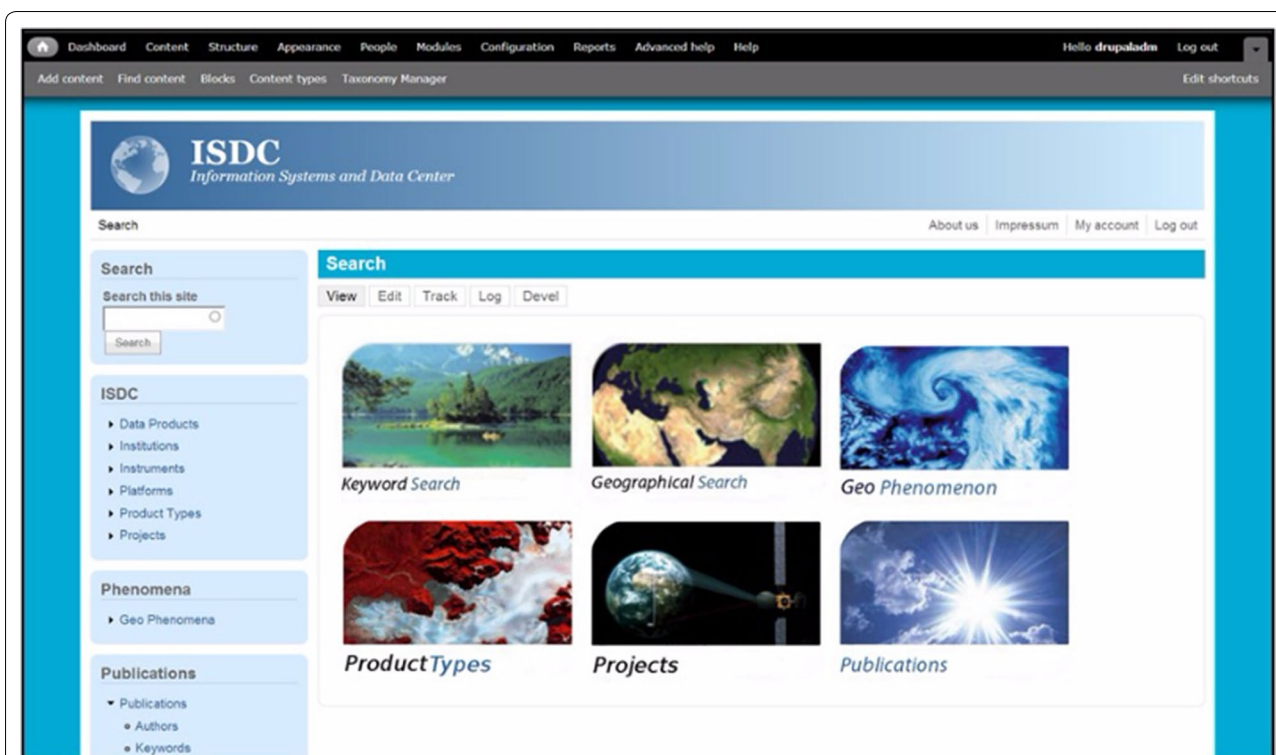 Dashboard Content Structure Appearance People Modules Configuration Reports Advanced help Help Hello drupaladm Log out
Add content Find content Blocks Content types Taxonomy Manager Edit shortcuts
ISDC
Information Systems and Data Center
Search About us Impressum My account Log out
Search
Search this site
Search
ISDC
Data Products
Institutions
Instruments
Platforms
Product Types
Projects
Phenomena
Geo Phenomena
Publications
Publications
Authors
Keywords
Search
View Edit Track Log Devel
Keyword Search
Geographical Search
Geo Phenomenon
ProductTypes
Projects
Publications